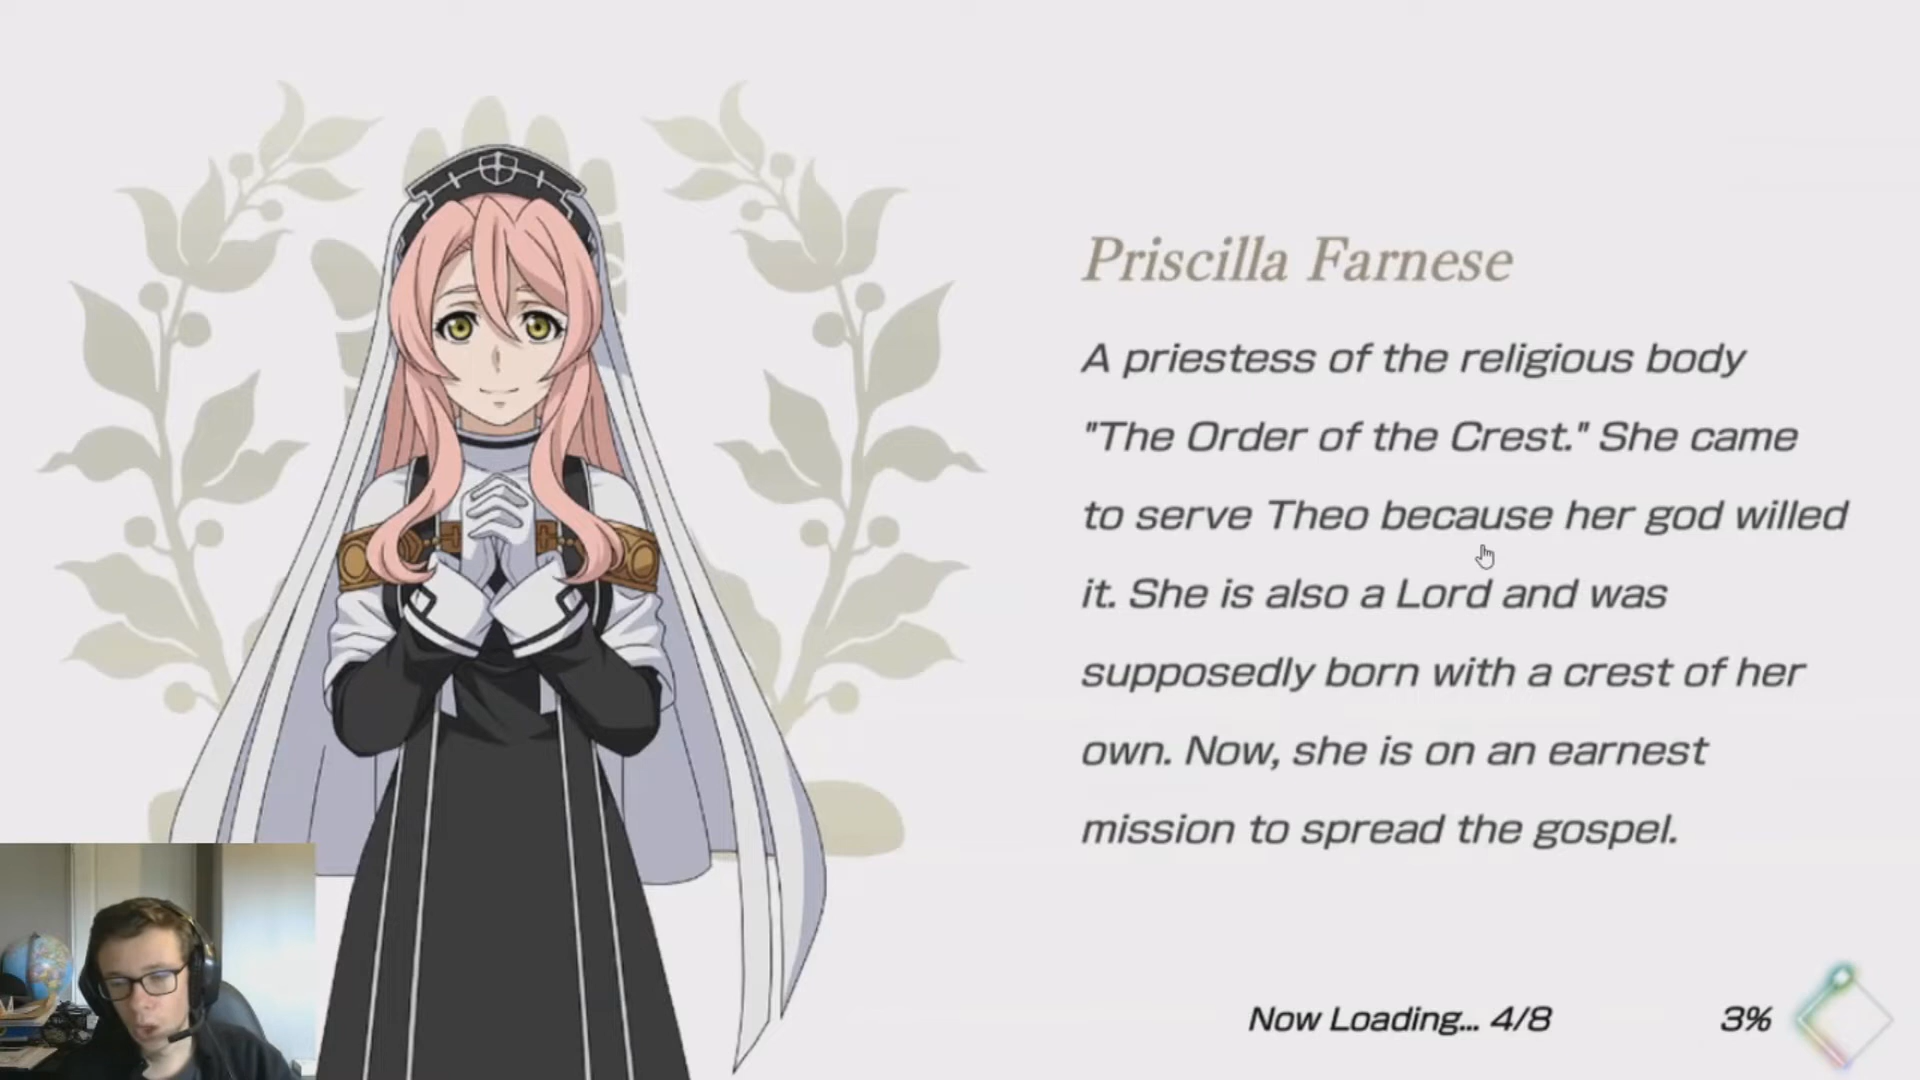 Priscilla Farnese
A priestess of the religious body
"The Order of the Crest." She came
to serve Theo because her god willed
it. She is also a Lord and was
supposedly born with a crest of her
own. Now, she is on an earnest
mission to spread the gospel.
Now Loading... 4/8 3%